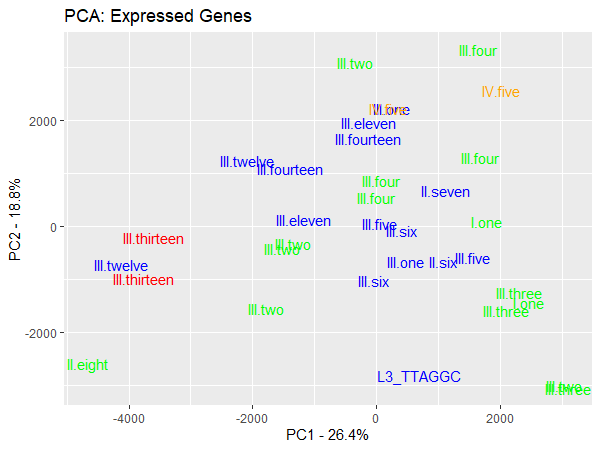 PCA: Expressed Genes
III.four
III.two
IV.five
IV.five
III.one
III.eleven
III.fourteen
III.twelve
III.four
III.fourteen
III.four
II.seven
III.four
III.eleven
III.five
I.one
III.six
III.thirteen
III.two
III.two
III.one
II.six
III.five
III.twelve
III.thirteen
III.six
III.three
I.one
III.two
III.three
II.eight
L3_TTAGGC
III.two
III.three
2000
0
-2000
PC2 - 18.8%
-4000
-2000
0
2000
PC1 - 26.4%